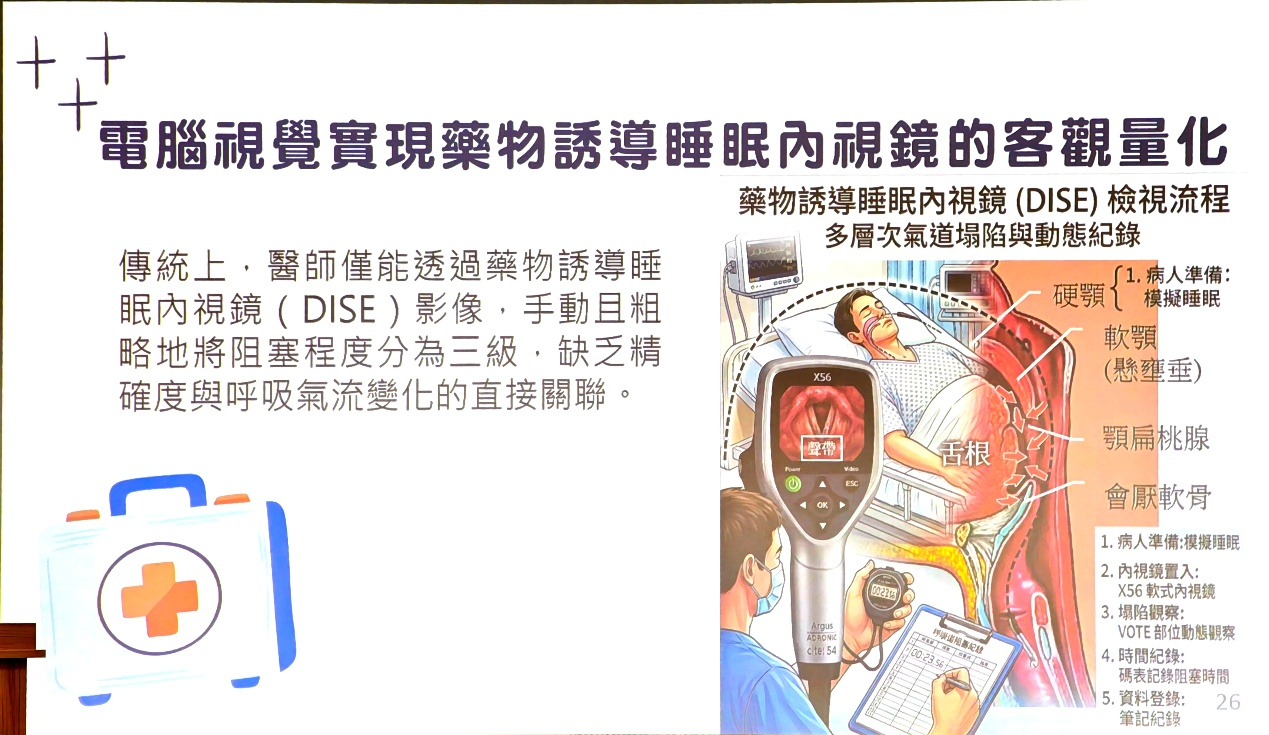 電腦視覺實現藥物誘導睡眠內視鏡的客觀量化
傳統上，醫師僅能透過藥物誘導睡
眠內視鏡（DISE）影像，手動且粗
略地將阻塞程度分為三級，缺乏精
確度與呼吸氣流變化的直接關聯。
藥物誘導睡眠內視鏡 (DISE) 檢視流程
多層次氣道塌陷與動態紀錄
硬顎
1. 病人準備：
模擬睡眠
軟顎
(懸壅垂)
顎扁桃腺
會厭軟骨
舌根
X56
聲帶
Power
Video
ESC
OK
Argus
ADRONIC
cite: 54
00:23.56
1. 病人準備:模擬睡眠
2. 內視鏡置入:
X56 軟式內視鏡
3. 塌陷觀察:
VOTE 部位動態觀察
4. 時間紀錄:
碼表記錄阻塞時間
5. 資料登錄:
筆記紀錄
26